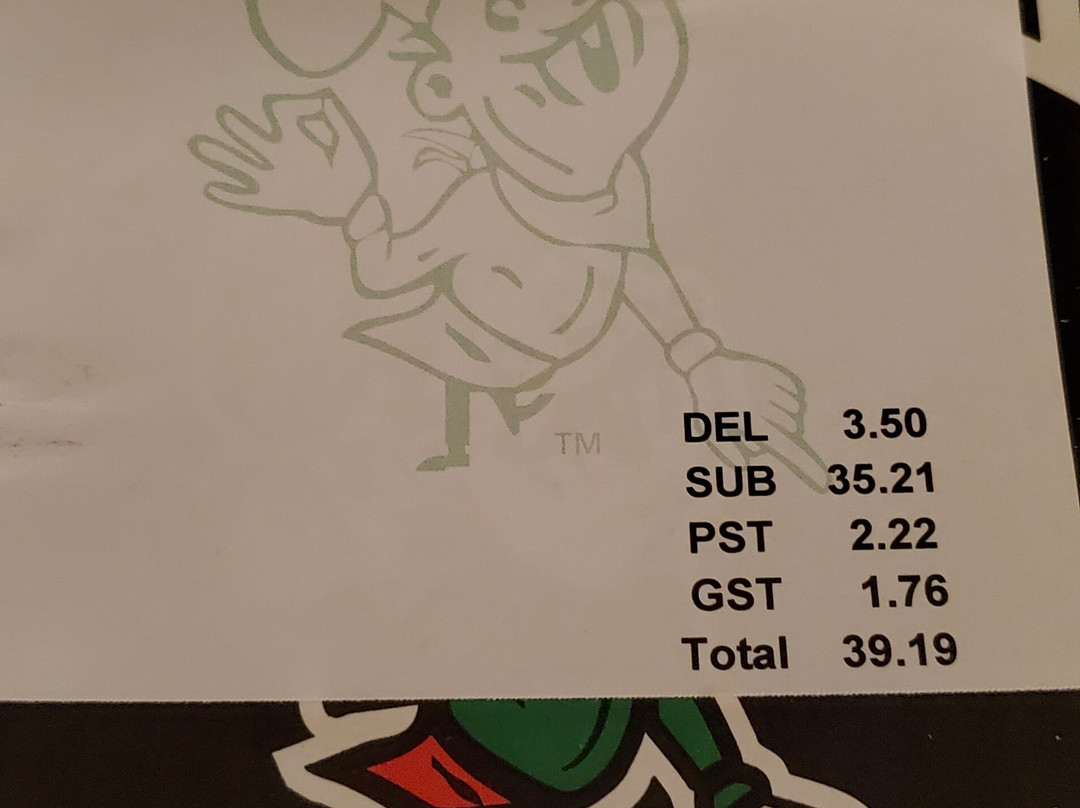 TM
DEL 3.50
SUB 35.21
PST 2.22
GST 1.76
Total 39.19